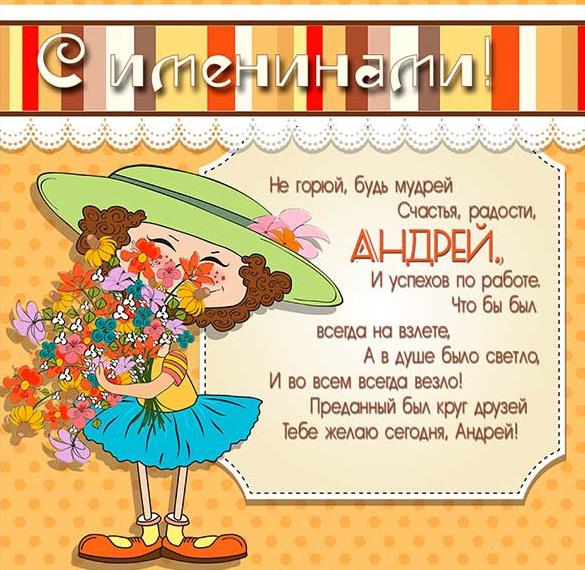 С именинами!
Не горюй, будь мудрей
Счастья, радости,
АНДРЕЙ.,
И успехов по работе.
Что бы был
всегда на взлете,
А в душе было светло,
И во всем всегда везло!
Преданный был круг друзей
Тебе желаю сегодня, Андрей!